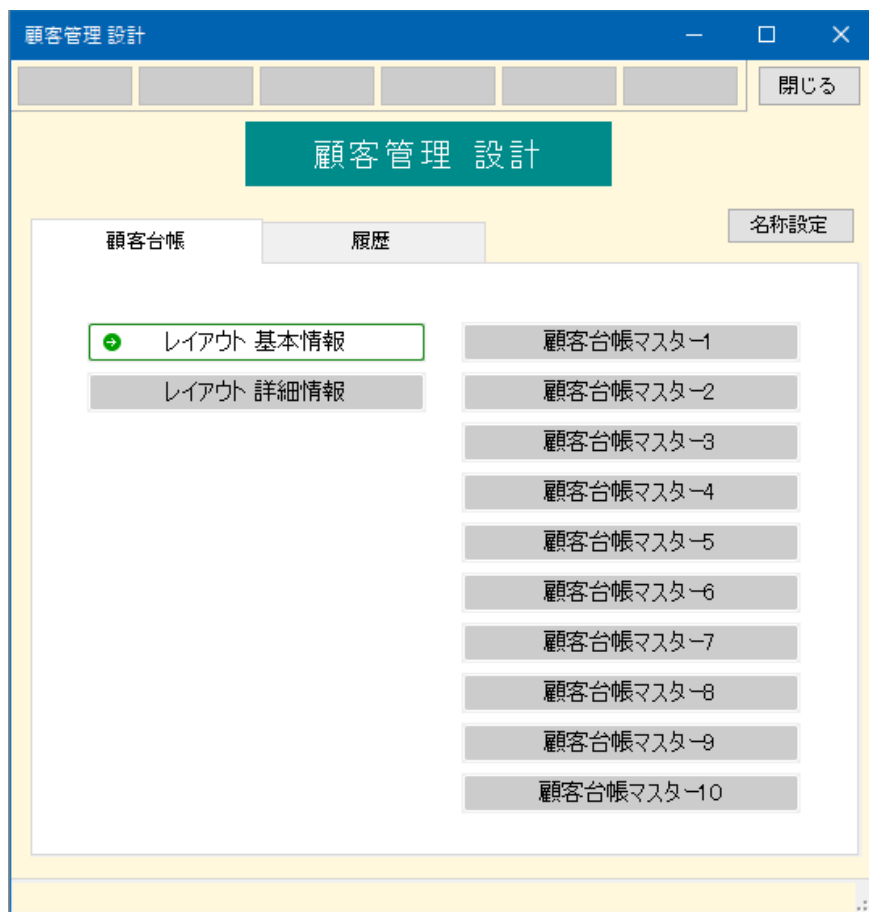 顧客管理 設計
閉じる
顧客管理 設計
名称設定
顧客台帳 履歴
レイアウト 基本情報 顧客台帳マスター1
レイアウト 詳細情報 顧客台帳マスター2
顧客台帳マスター3
顧客台帳マスター4
顧客台帳マスター5
顧客台帳マスター6
顧客台帳マスター7
顧客台帳マスター8
顧客台帳マスター9
顧客台帳マスター10